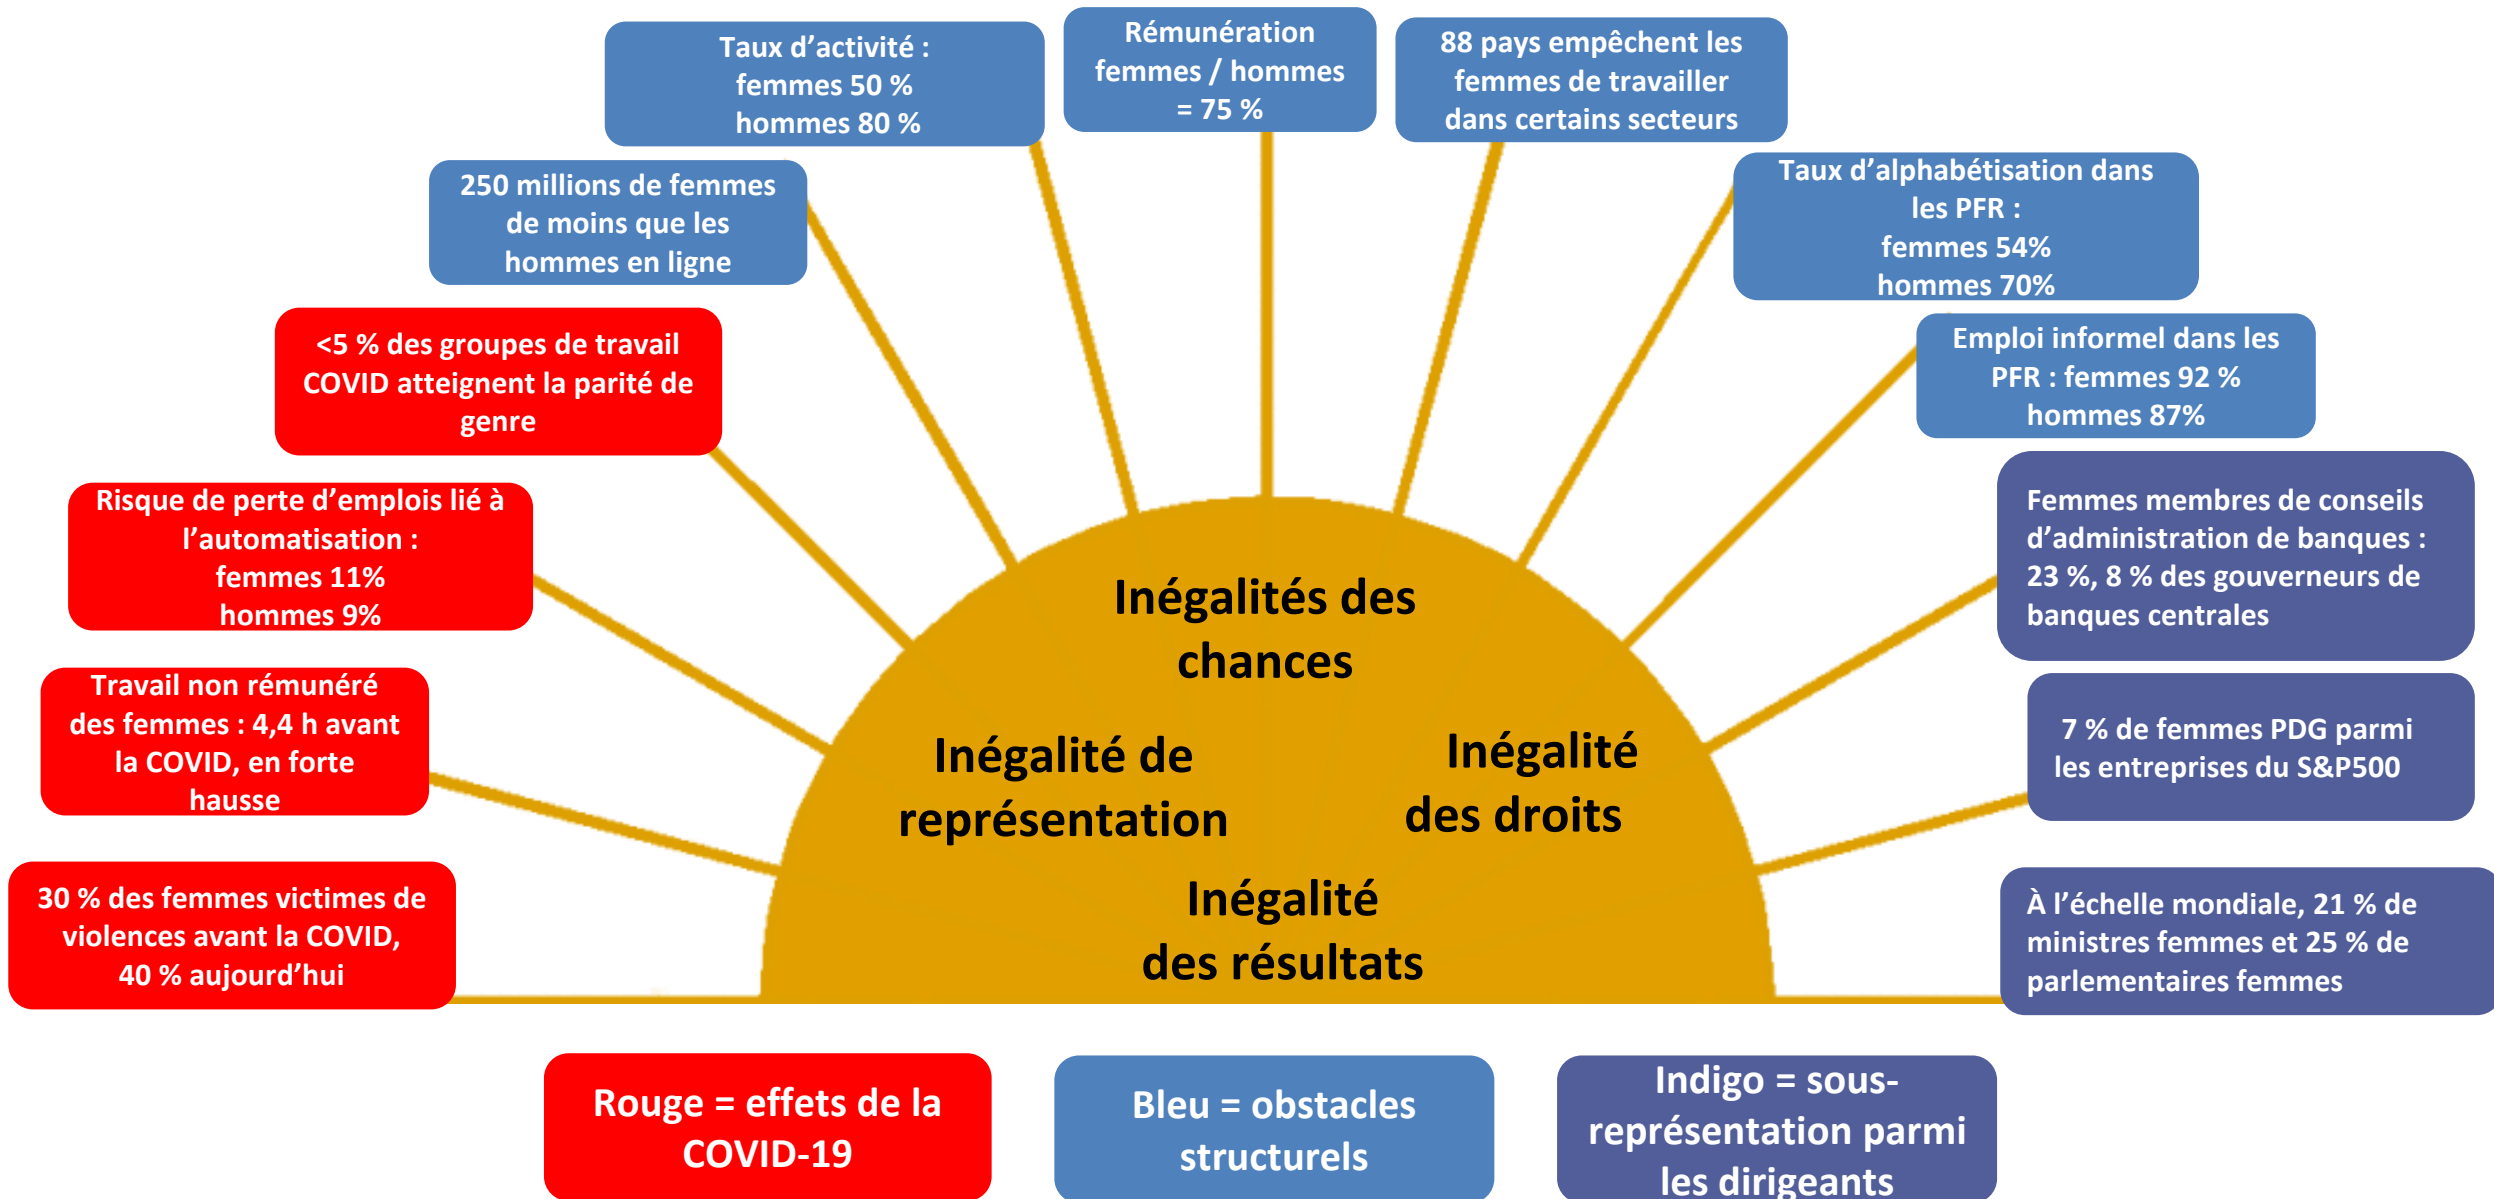 Taux d’activité :
femmes 50 %
hommes 80 %
Rémunération
femmes / hommes
= 75 %
88 pays empêchent les
femmes de travailler
dans certains secteurs
250 millions de femmes
de moins que les
hommes en ligne
Taux d’alphabétisation dans
les PFR :
femmes 54%
hommes 70%
<5 % des groupes de travail
COVID atteignent la parité de
genre
Emploi informel dans les
PFR : femmes 92 %
hommes 87%
Risque de perte d’emplois lié à
l’automatisation :
femmes 11%
hommes 9%
Femmes membres de conseils
d’administration de banques :
23 %, 8 % des gouverneurs de
banques centrales
Travail non rémunéré
des femmes : 4,4 h avant
la COVID, en forte
hausse
7 % de femmes PDG parmi
les entreprises du S&P500
30 % des femmes victimes de
violences avant la COVID,
40 % aujourd’hui
À l’échelle mondiale, 21 % de
ministres femmes et 25 % de
parlementaires femmes
Inégalités des
chances
Inégalité de
représentation
Inégalité
des droits
Inégalité
des résultats
Rouge = effets de la
COVID-19
Bleu = obstacles
structurels
Indigo = sous-
représentation parmi
les dirigeants